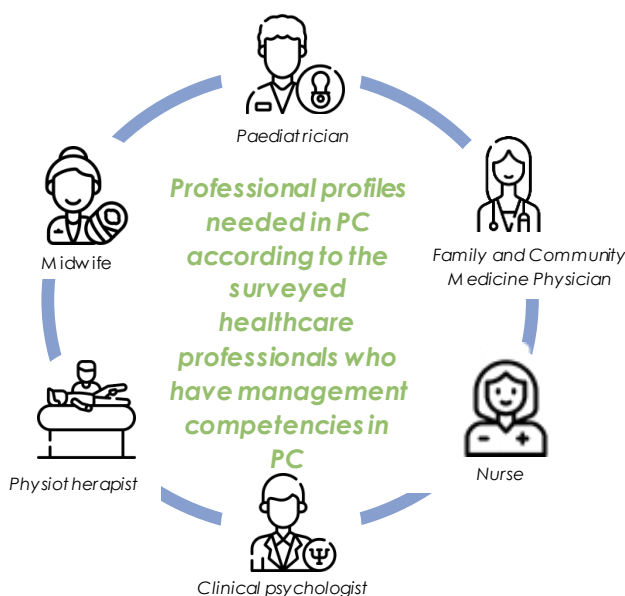 Paediatrician
Professional profiles
needed in PC
according to the
surveyed
healthcare
professionals who
have management
competencies in
PC
Midwife
Family and Community
Medicine Physician
Physiotherapist
Nurse
Ψ
Clinical psychologist